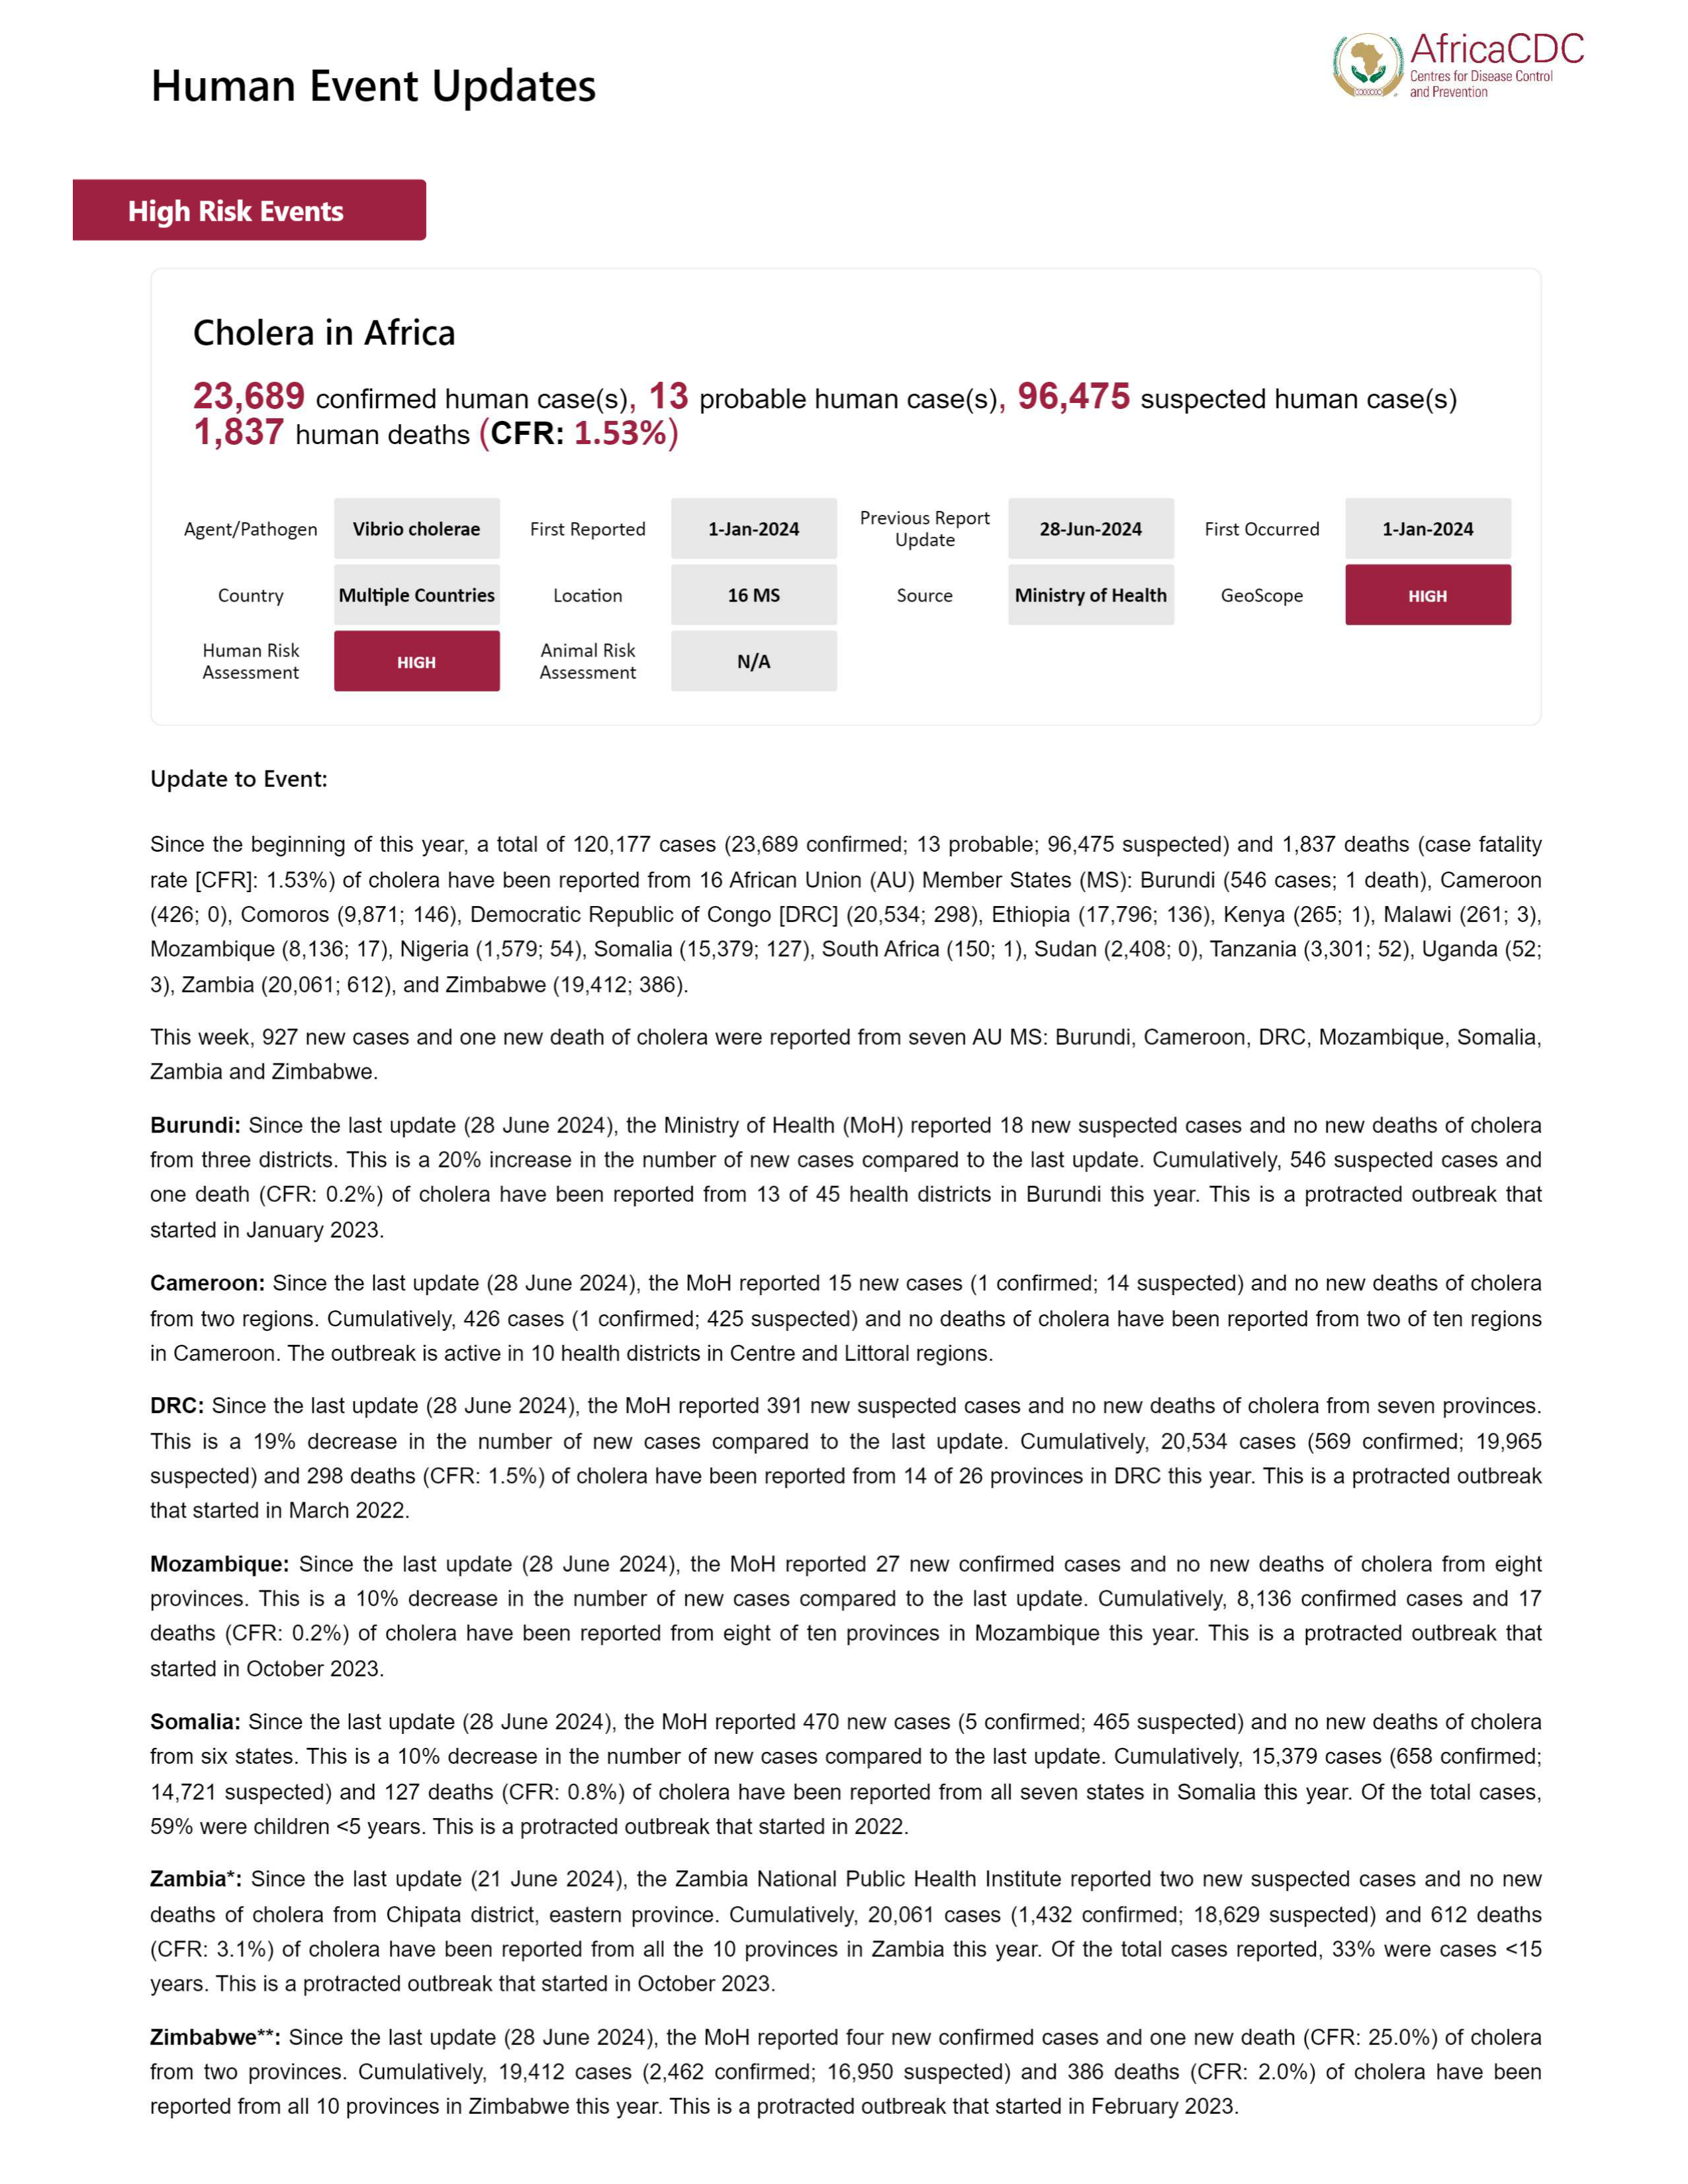 Human Event Updates
AfricaCDC
Centres for Disease Control
and Prevention
High Risk Events
Cholera in Africa
23,689 confirmed human case(s), 13 probable human case(s), 96,475 suspected human case(s)
1,837 human deaths (CFR: 1.53%)
Agent/Pathogen Vibrio cholerae First Reported 1-Jan-2024 Previous Report Update 28-Jun-2024 First Occurred 1-Jan-2024
Country Multiple Countries Location 16 MS Source Ministry of Health GeoScope HIGH
Human Risk Assessment HIGH Animal Risk Assessment N/A
Update to Event:
Since the beginning of this year, a total of 120,177 cases (23,689 confirmed; 13 probable; 96,475 suspected) and 1,837 deaths (case fatality
rate [CFR]: 1.53%) of cholera have been reported from 16 African Union (AU) Member States (MS): Burundi (546 cases; 1 death), Cameroon
(426; 0), Comoros (9,871; 146), Democratic Republic of Congo [DRC] (20,534; 298), Ethiopia (17,796; 136), Kenya (265; 1), Malawi (261; 3),
Mozambique (8,136; 17), Nigeria (1,579; 54), Somalia (15,379; 127), South Africa (150; 1), Sudan (2,408; 0), Tanzania (3,301; 52), Uganda (52;
3), Zambia (20,061; 612), and Zimbabwe (19,412; 386).
This week, 927 new cases and one new death of cholera were reported from seven AU MS: Burundi, Cameroon, DRC, Mozambique, Somalia,
Zambia and Zimbabwe.
Burundi: Since the last update (28 June 2024), the Ministry of Health (MoH) reported 18 new suspected cases and no new deaths of cholera
from three districts. This is a 20% increase in the number of new cases compared to the last update. Cumulatively, 546 suspected cases and
one death (CFR: 0.2%) of cholera have been reported from 13 of 45 health districts in Burundi this year. This is a protracted outbreak that
started in January 2023.
Cameroon: Since the last update (28 June 2024), the MoH reported 15 new cases (1 confirmed; 14 suspected) and no new deaths of cholera
from two regions. Cumulatively, 426 cases (1 confirmed; 425 suspected) and no deaths of cholera have been reported from two of ten regions
in Cameroon. The outbreak is active in 10 health districts in Centre and Littoral regions.
DRC: Since the last update (28 June 2024), the MoH reported 391 new suspected cases and no new deaths of cholera from seven provinces.
This is a 19% decrease in the number of new cases compared to the last update. Cumulatively, 20,534 cases (569 confirmed; 19,965
suspected) and 298 deaths (CFR: 1.5%) of cholera have been reported from 14 of 26 provinces in DRC this year. This is a protracted outbreak
that started in March 2022.
Mozambique: Since the last update (28 June 2024), the MoH reported 27 new confirmed cases and no new deaths of cholera from eight
provinces. This is a 10% decrease in the number of new cases compared to the last update. Cumulatively, 8,136 confirmed cases and 17
deaths (CFR: 0.2%) of cholera have been reported from eight of ten provinces in Mozambique this year. This is a protracted outbreak that
started in October 2023.
Somalia: Since the last update (28 June 2024), the MoH reported 470 new cases (5 confirmed; 465 suspected) and no new deaths of cholera
from six states. This is a 10% decrease in the number of new cases compared to the last update. Cumulatively, 15,379 cases (658 confirmed;
14,721 suspected) and 127 deaths (CFR: 0.8%) of cholera have been reported from all seven states in Somalia this year. Of the total cases,
59% were children <5 years. This is a protracted outbreak that started in 2022.
Zambia*: Since the last update (21 June 2024), the Zambia National Public Health Institute reported two new suspected cases and no new
deaths of cholera from Chipata district, eastern province. Cumulatively, 20,061 cases (1,432 confirmed; 18,629 suspected) and 612 deaths
(CFR: 3.1%) of cholera have been reported from all the 10 provinces in Zambia this year. Of the total cases reported, 33% were cases <15
years. This is a protracted outbreak that started in October 2023.
Zimbabwe**: Since the last update (28 June 2024), the MoH reported four new confirmed cases and one new death (CFR: 25.0%) of cholera
from two provinces. Cumulatively, 19,412 cases (2,462 confirmed; 16,950 suspected) and 386 deaths (CFR: 2.0%) of cholera have been
reported from all 10 provinces in Zimbabwe this year. This is a protracted outbreak that started in February 2023.